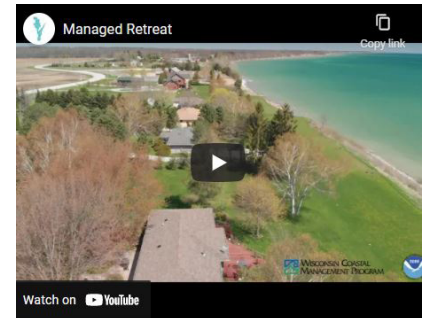 Managed Retreat
Copy link
WISCONSIN COASTAL
MANAGEMENT PROGRAM
Watch on YouTube